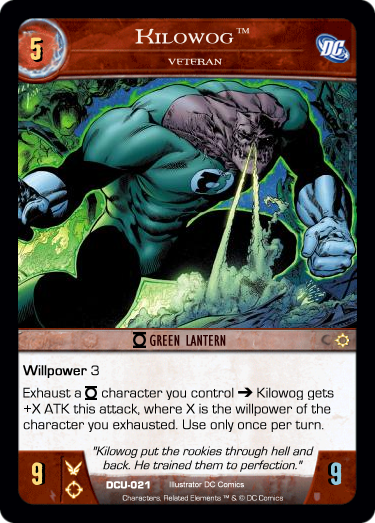 5
KILOWOG™
DC
VETERAN
GREEN LANTERN
Willpower 3
Exhaust a character you control ➔ Kilowog gets
+X ATK this attack, where X is the willpower of the
character you exhausted. Use only once per turn.
"Kilowog put the rookies through hell and
back. He trained them to perfection."
9
DCU-021 Illustrator DC Comics
9
Characters, Related Elements ™ & © DC Comics